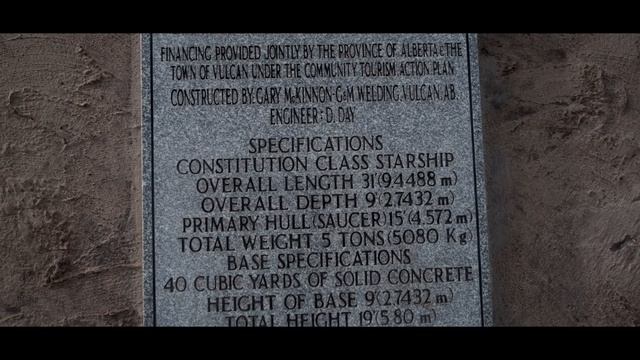 FINANCING PROVIDED JOINTLY BY THE PROVINCE OF ALBERTA & THE
TOWN OF VULCAN UNDER THE COMMUNITY TOURISM ACTION PLAN
CONSTRUCTED BY: GARY McKINNON-G&M. WELDING, VULCAN, AB.
ENGINEER: D. DAY
SPECIFICATIONS
CONSTITUTION CLASS STARSHIP
OVERALL LENGTH 31'(9.4488 m)
OVERALL DEPTH 9'(2.7432 m)
PRIMARY HULL (SAUCER) 15'(4.572 m)
TOTAL WEIGHT 5 TONS (5080 Kg)
BASE SPECIFICATIONS
40 CUBIC YARDS OF SOLID CONCRETE
HEIGHT OF BASE 9'(2.7432 m)
TOTAL HEIGHT 19'(5.80 m)